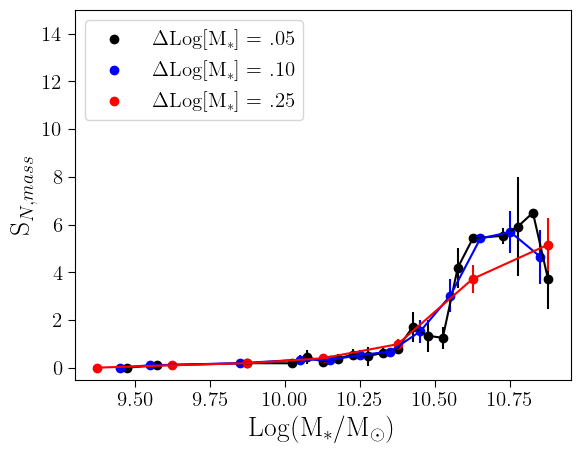 ΔLog[M*] = .05
ΔLog[M*] = .10
ΔLog[M*] = .25
14
12
10
8
6
4
2
0
S_{N,mass}
9.50 9.75 10.00 10.25 10.50 10.75
Log(M*/M⊙)